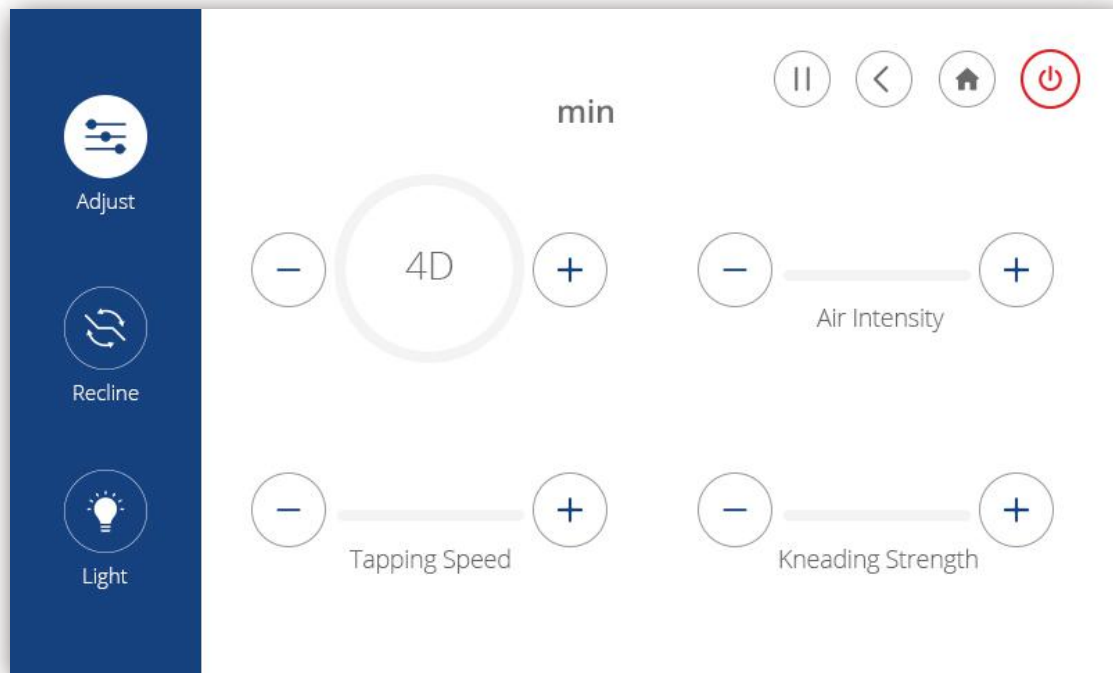 min
Adjust
4D
Air Intensity
Recline
Tapping Speed
Kneading Strength
Light